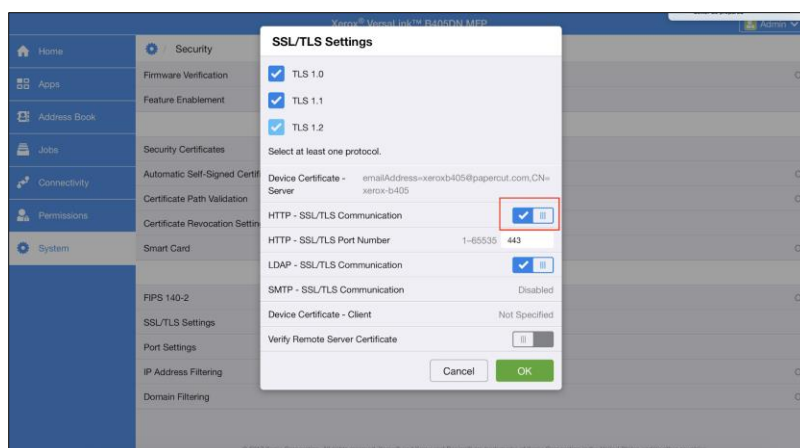 Xerox® VersaLink™ B405DN MFP
Admin
Home
Apps
Address Book
Jobs
Connectivity
Permissions
System
Security
Firmware Verification
Feature Enablement
Security Certificates
Automatic Self-Signed Certif
Certificate Path Validation
Certificate Revocation Settin
Smart Card
FIPS 140-2
SSL/TLS Settings
Port Settings
IP Address Filtering
Domain Filtering
SSL/TLS Settings
TLS 1.0
TLS 1.1
TLS 1.2
Select at least one protocol.
Device Certificate - Server
emailAddress=xeroxb405@papercut.com,CN=
xerox-b405
HTTP - SSL/TLS Communication
HTTP - SSL/TLS Port Number 1–65535 443
LDAP - SSL/TLS Communication
SMTP - SSL/TLS Communication Disabled
Device Certificate - Client Not Specified
Verify Remote Server Certificate
Cancel OK